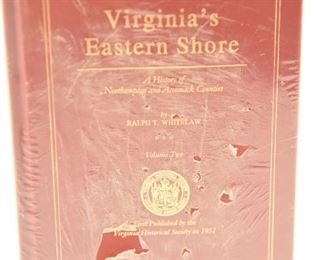 Virginia's
Eastern Shore
A History of
Northampton and Accomack Counties
by
RALPH T. WHITELAW
Volume Two
First Published by the
Virginia Historical Society in 1951